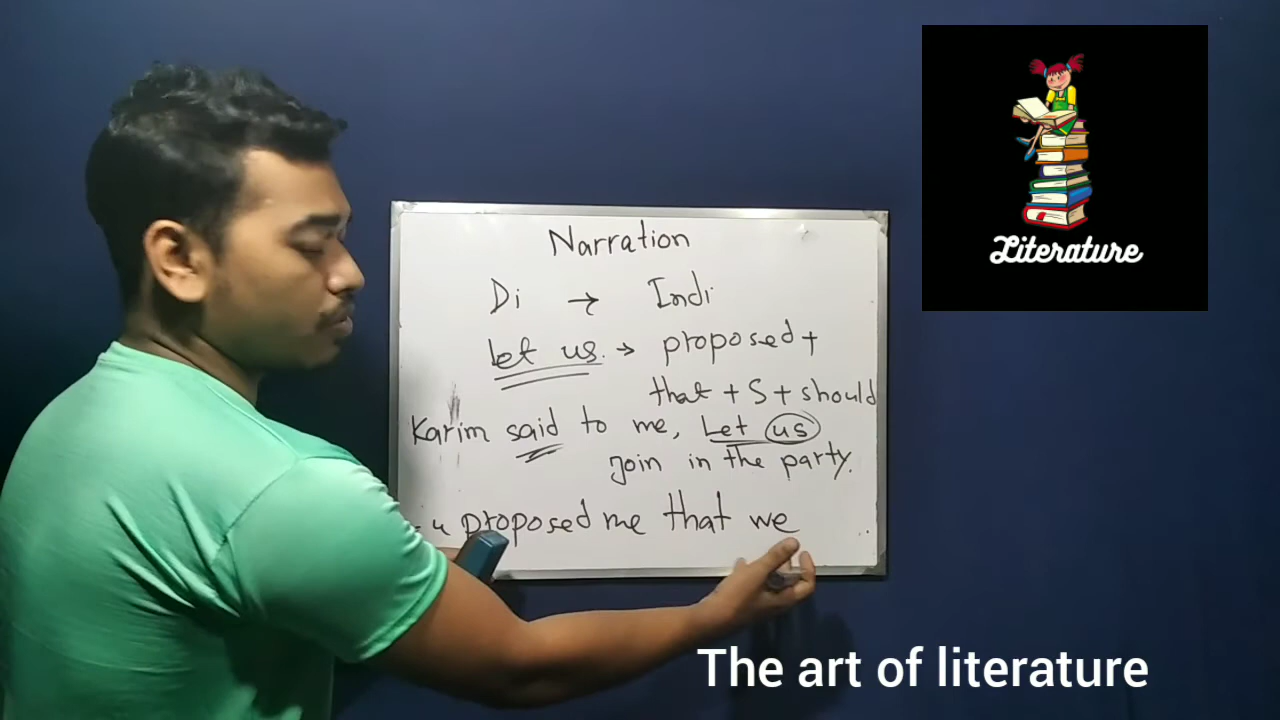 Narration
Di → Indi
Let us. → proposed +
that + S + should
Karim said to me, Let us
Join in the party.
" proposed me that we
Literature
The art of literature